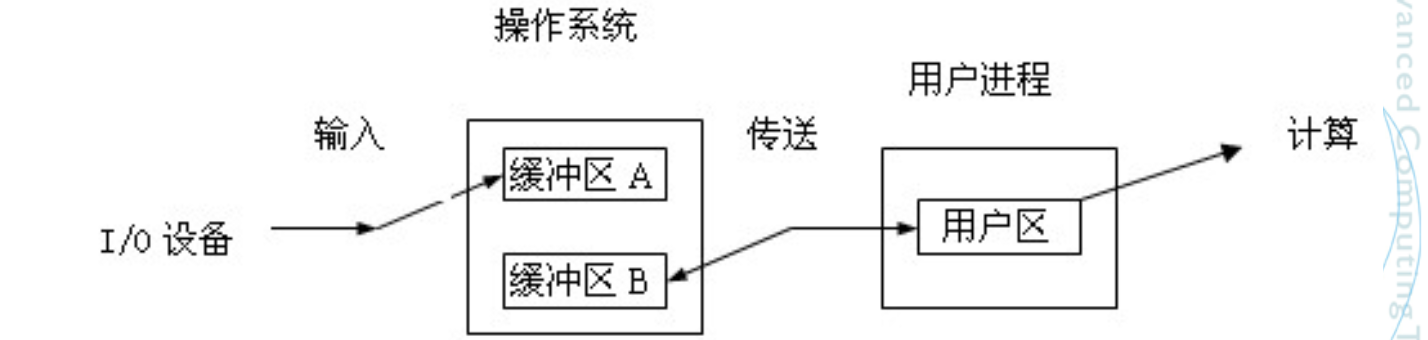 操作系统
用户进程
输入
传送
计算
缓冲区 A
I/O 设备
用户区
缓冲区 B
vanced Computing T